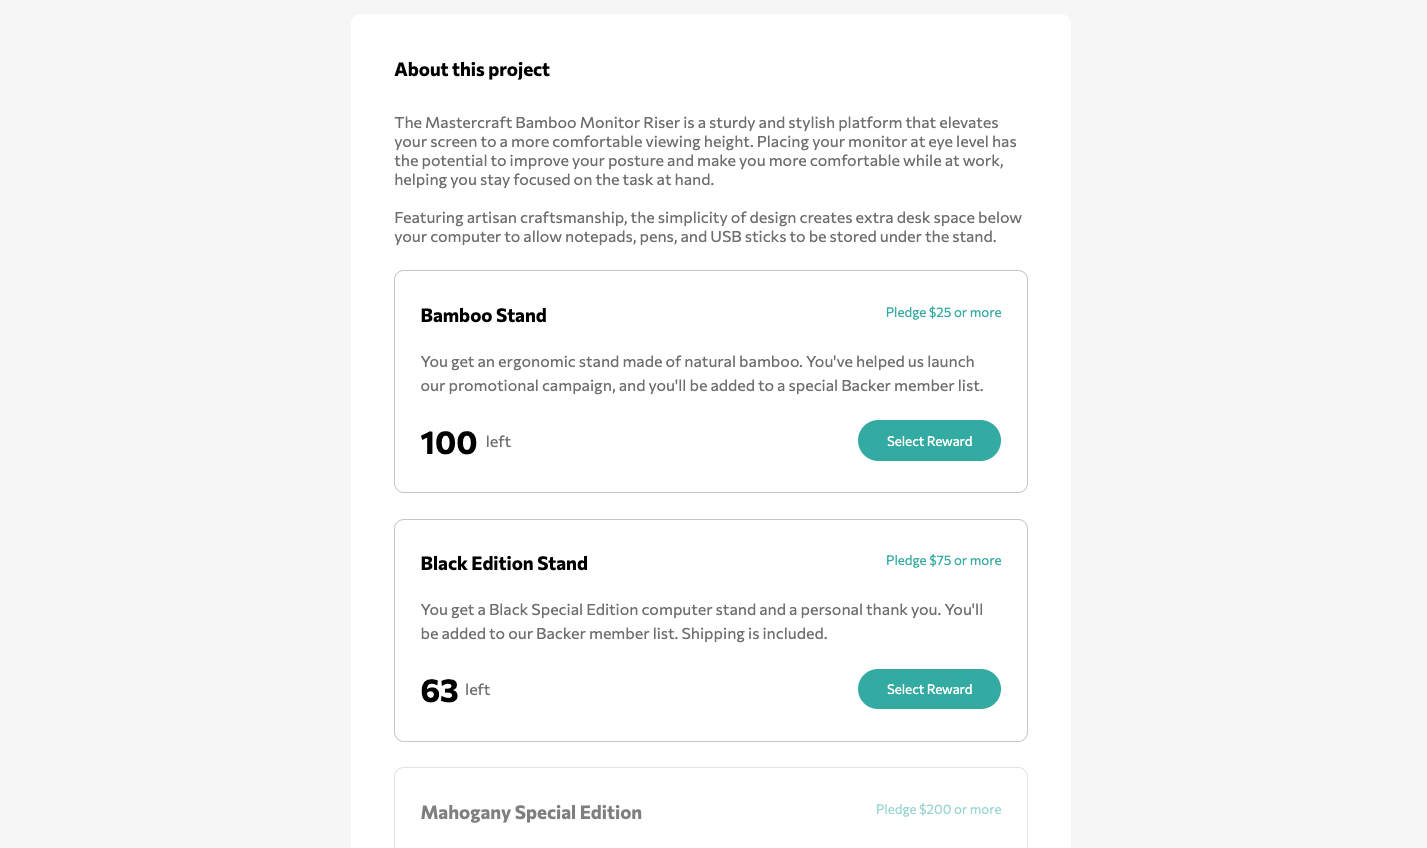 About this project
The Mastercraft Bamboo Monitor Riser is a sturdy and stylish platform that elevates
your screen to a more comfortable viewing height. Placing your monitor at eye level has
the potential to improve your posture and make you more comfortable while at work,
helping you stay focused on the task at hand.
Featuring artisan craftsmanship, the simplicity of design creates extra desk space below
your computer to allow notepads, pens, and USB sticks to be stored under the stand.
Bamboo Stand
Pledge $25 or more
You get an ergonomic stand made of natural bamboo. You've helped us launch
our promotional campaign, and you'll be added to a special Backer member list.
100 left
Select Reward
Black Edition Stand
Pledge $75 or more
You get a Black Special Edition computer stand and a personal thank you. You'll
be added to our Backer member list. Shipping is included.
63 left
Select Reward
Mahogany Special Edition
Pledge $200 or more